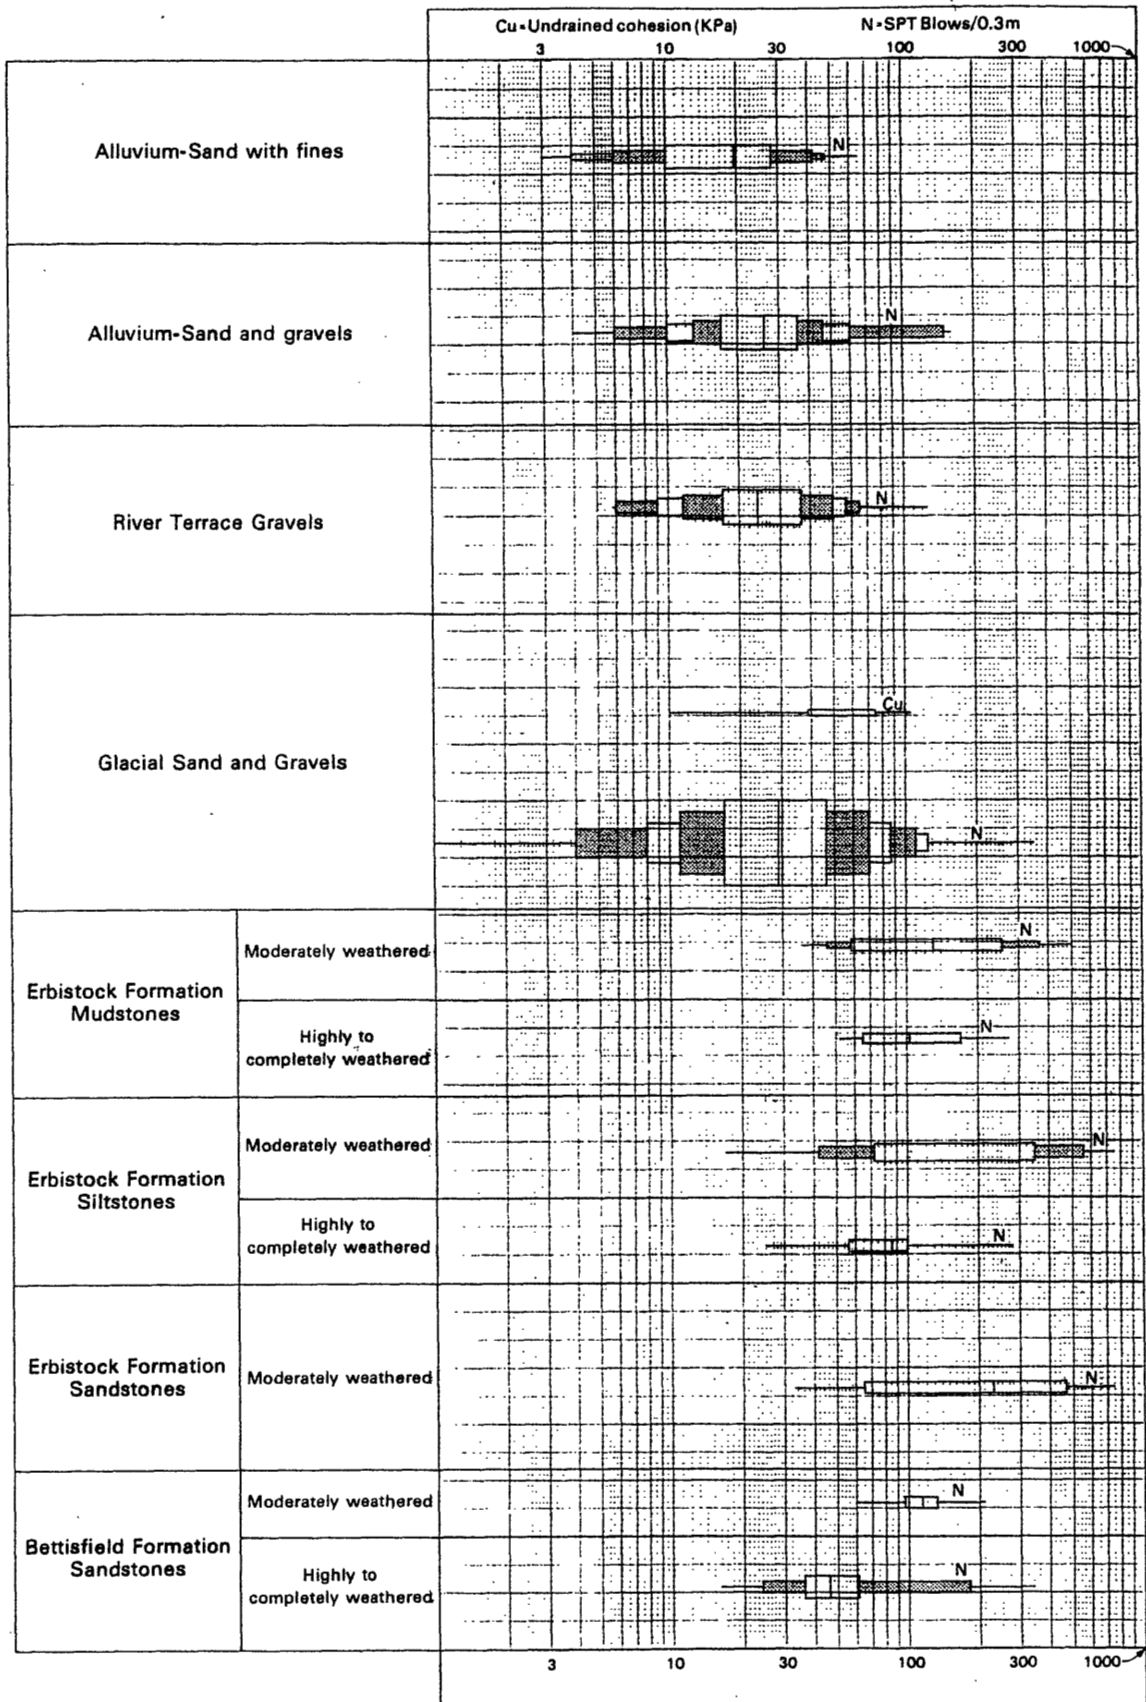 Cu=Undrained cohesion (KPa) N=SPT Blows/0.3m
3 10 30 100 300 1000
Alluvium-Sand with fines
N
Alluvium-Sand and gravels
N
River Terrace Gravels
N
Cu
Glacial Sand and Gravels
N
Erbistock Formation
Mudstones
Moderately weathered
N
Highly to
completely weathered
N
Erbistock Formation
Siltstones
Moderately weathered
N
Highly to
completely weathered
N
Erbistock Formation
Sandstones
Moderately weathered
N
Bettisfield Formation
Sandstones
Moderately weathered
N
Highly to
completely weathered
N
3 10 30 100 300 1000